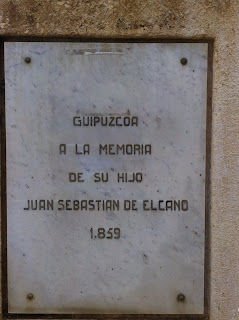 GUIPUZCOA
A LA MEMORIA
DE SU HIJO
JUAN SEBASTIAN DE ELCANO
1.859